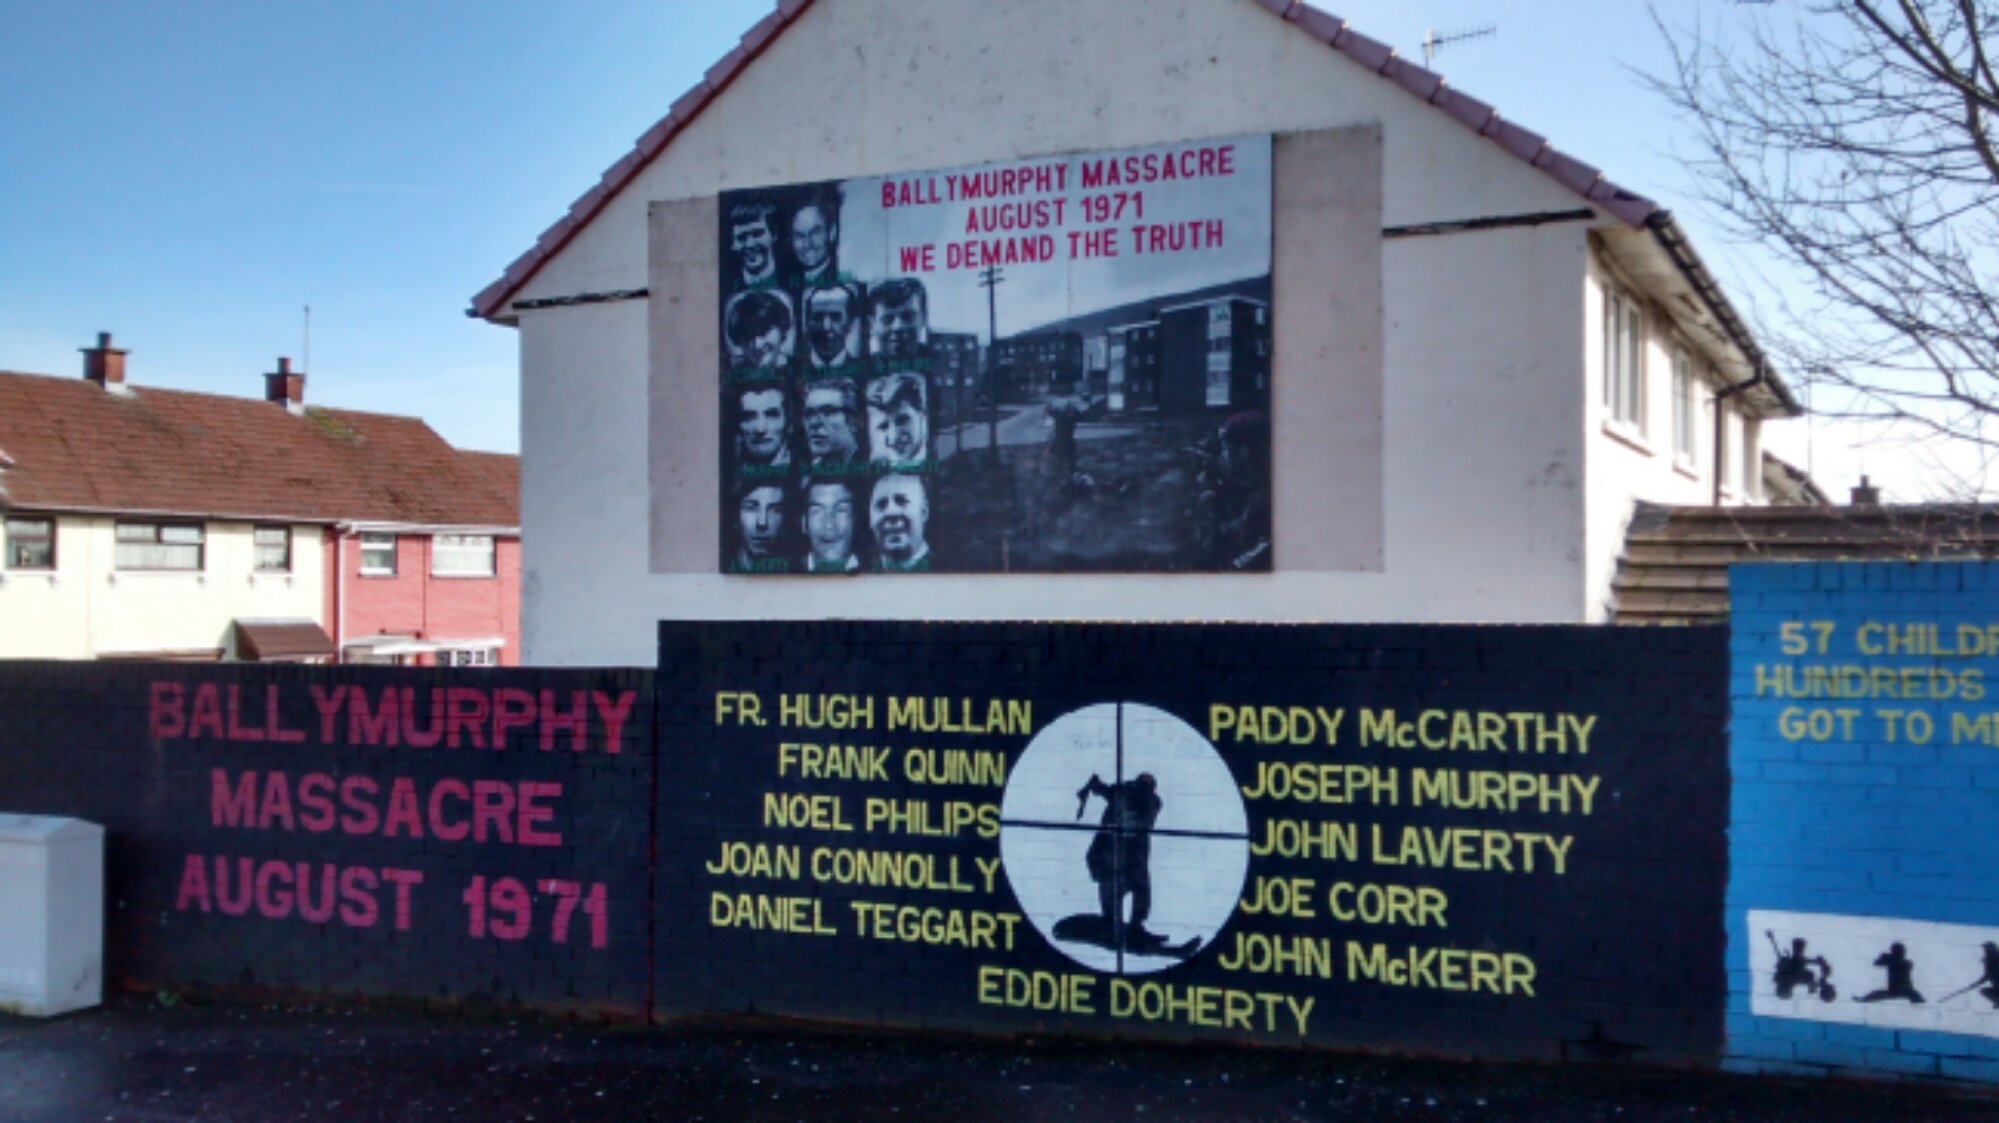 BALLYMURPHY MASSACRE
AUGUST 1971
WE DEMAND THE TRUTH
BALLYMURPHY
MASSACRE
AUGUST 1971
FR. HUGH MULLAN
FRANK QUINN
NOEL PHILIPS
JOAN CONNOLLY
DANIEL TEGGART
EDDIE DOHERTY
PADDY McCARTHY
JOSEPH MURPHY
JOHN LAVERTY
JOE CORR
JOHN McKERR
57 CHILDR
HUNDREDS
GOT TO